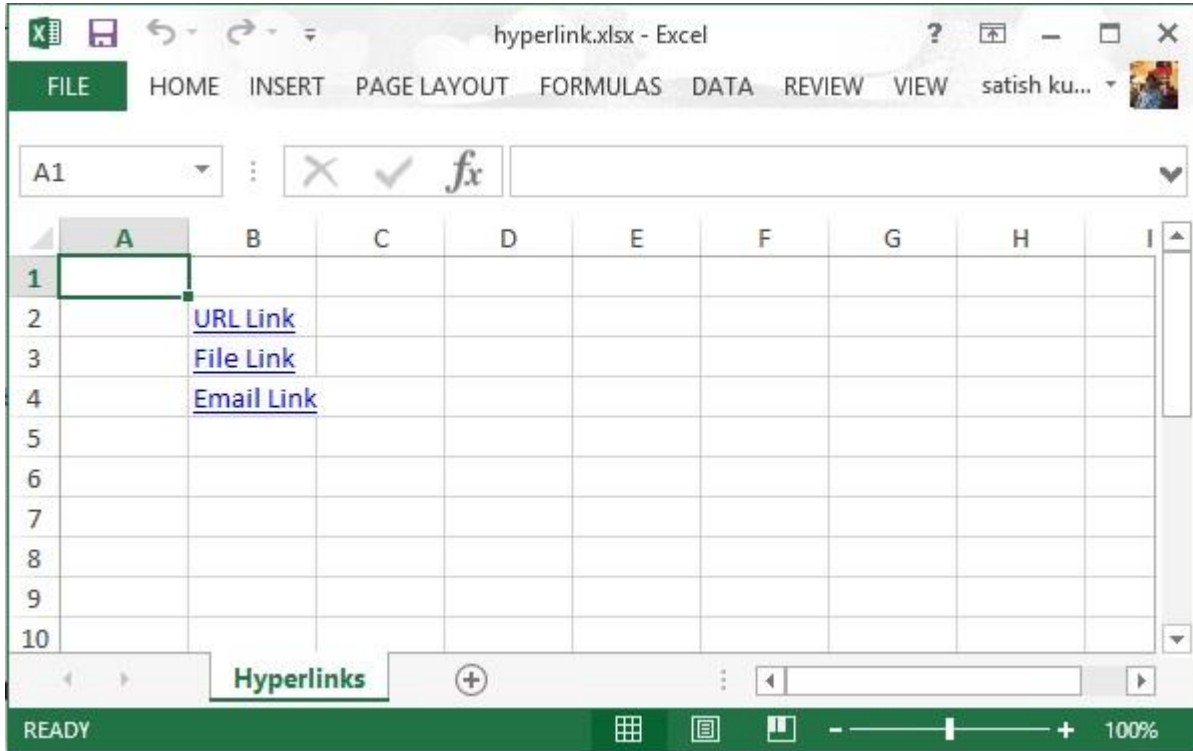 hyperlink.xlsx - Excel
FILE HOME INSERT PAGE LAYOUT FORMULAS DATA REVIEW VIEW satish ku...
A1 fx
A B C D E F G H I
1
2 URL Link
3 File Link
4 Email Link
5
6
7
8
9
10
Hyperlinks
READY 100%